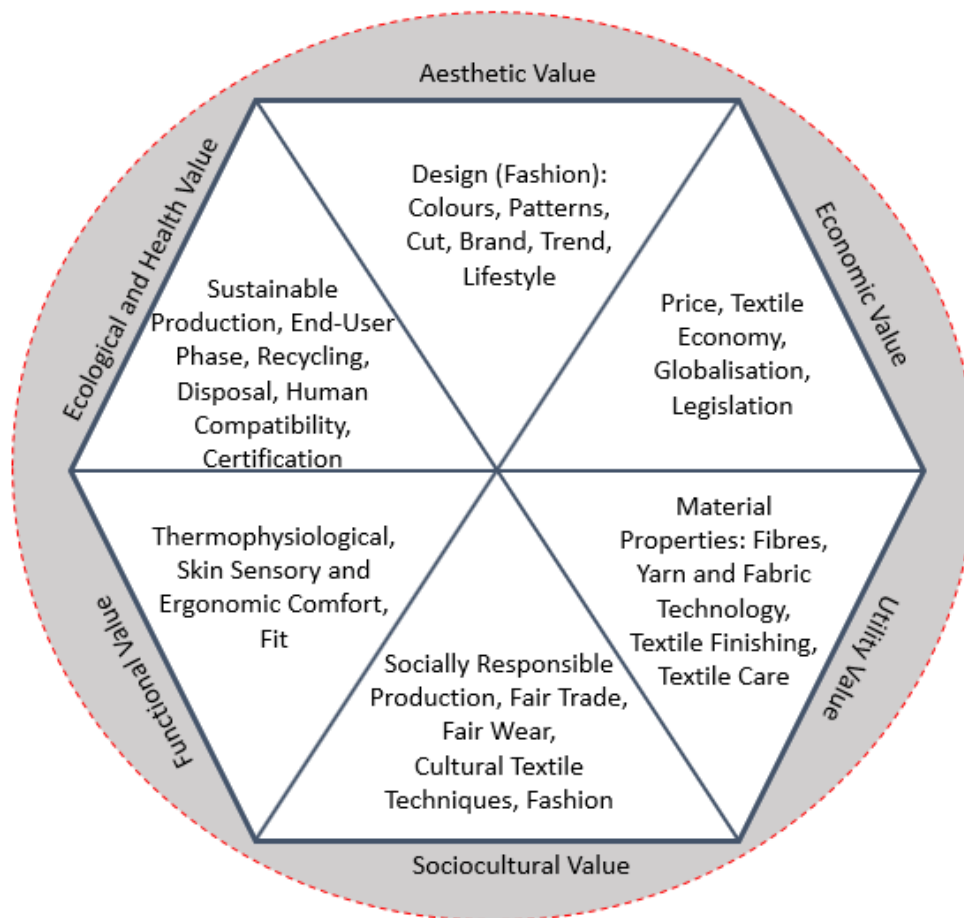 Aesthetic Value
Design (Fashion):
Colours, Patterns,
Cut, Brand, Trend,
Lifestyle
Economic Value
Price, Textile
Economy,
Globalisation,
Legislation
Utility Value
Material
Properties: Fibres,
Yarn and Fabric
Technology,
Textile Finishing,
Textile Care
Sociocultural Value
Socially Responsible
Production, Fair Trade,
Fair Wear,
Cultural Textile
Techniques, Fashion
Functional Value
Thermophysiological,
Skin Sensory and
Ergonomic Comfort,
Fit
Ecological and Health Value
Sustainable
Production, End-User
Phase, Recycling,
Disposal, Human
Compatibility,
Certification